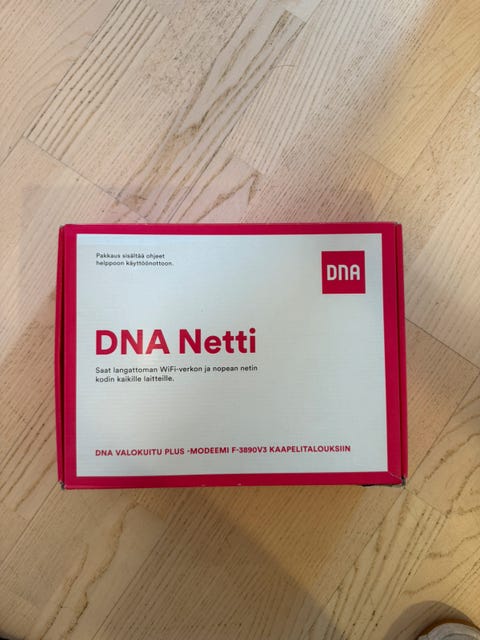 Pakkaus sisältää ohjeet
helppoon käyttöönottoon.
DNA
DNA Netti
Saat langattoman WiFi-verkon ja nopean netin
kodin kaikille laitteille.
DNA VALOKUITU PLUS -MODEEMI F-3890V3 KAAPELITALOUKSIIN